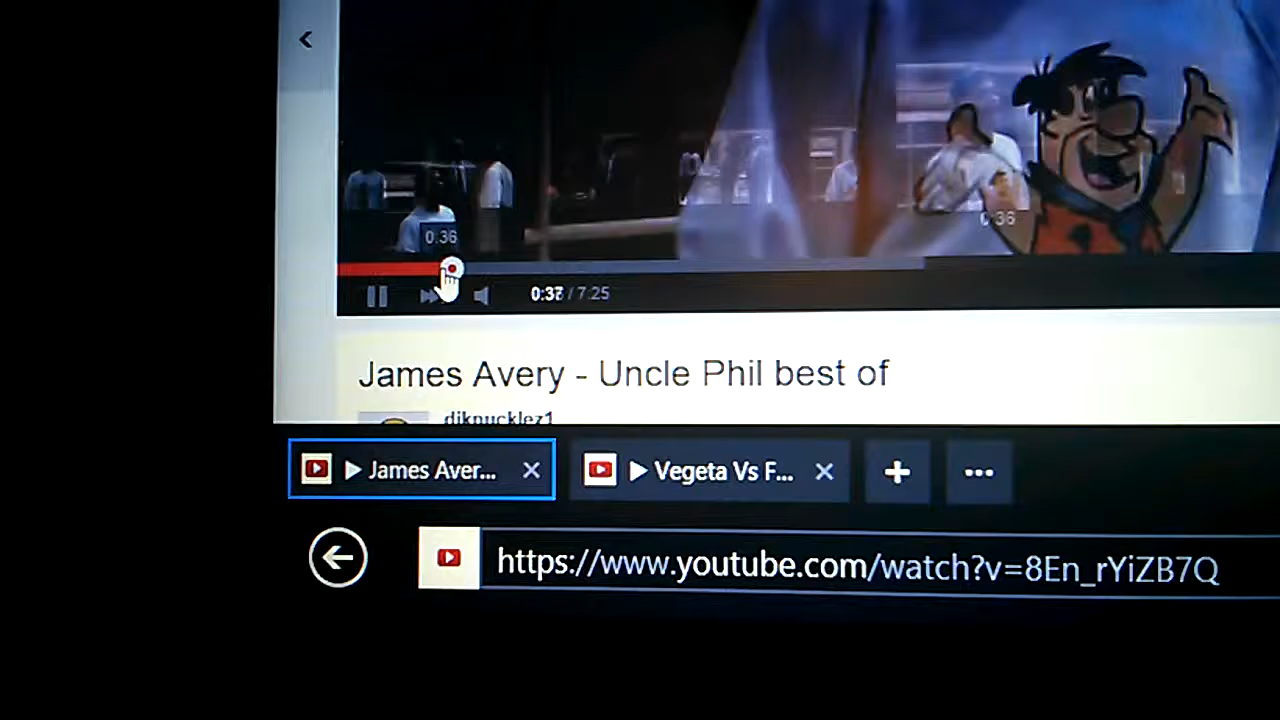 0:36
0:36
0:37 / 7:25
James Avery - Uncle Phil best of
diknucklez1
James Aver...
Vegeta Vs F...
https://www.youtube.com/watch?v=8En_rYiZB7Q